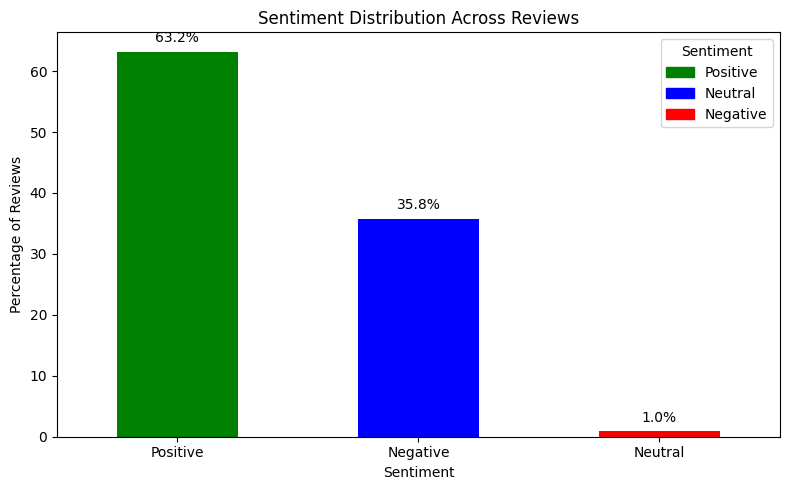 Sentiment Distribution Across Reviews
63.2%
35.8%
1.0%
Sentiment
Positive
Neutral
Negative
Percentage of Reviews
60
50
40
30
20
10
0
Positive
Negative
Neutral
Sentiment